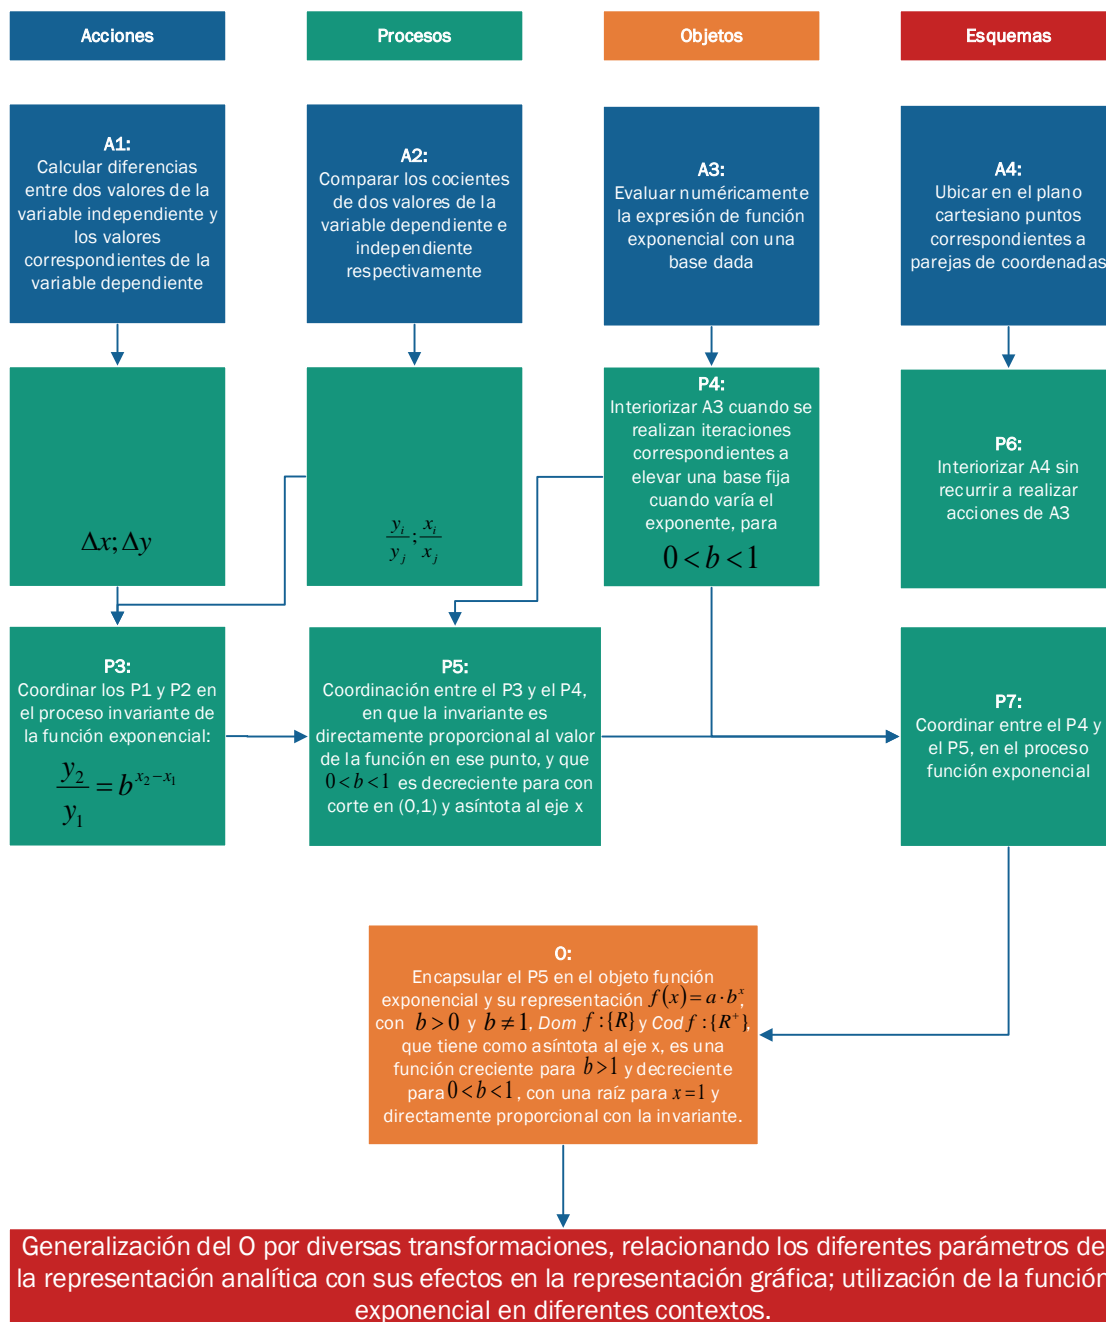 Acciones
Procesos
Objetos
Esquemas
A1:
Calcular diferencias
entre dos valores de la
variable independiente y
los valores
correspondientes de la
variable dependiente
A2:
Comparar los cocientes
de dos valores de la
variable dependiente e
independiente
respectivamente
A3:
Evaluar numéricamente
la expresión de función
exponencial con una
base dada
A4:
Ubicar en el plano
cartesiano puntos
correspondientes a
parejas de coordenadas
Δx; Δy
y_i/y_j ; x_i/x_j
P4:
Interiorizar A3 cuando se
realizan iteraciones
correspondientes a
elevar una base fija
cuando varía el
exponente, para
0 < b < 1
P6:
Interiorizar A4 sin
recurrir a realizar
acciones de A3
P3:
Coordinar los P1 y P2 en
el proceso invariante de
la función exponencial:
y_2/y_1 = b^{x_2 - x_1}
P5:
Coordinación entre el P3 y el P4,
en que la invariante es
directamente proporcional al valor
de la función en ese punto, y que
0 < b < 1 es decreciente para con
corte en (0,1) y asíntota al eje x
P7:
Coordinar entre el P4 y
el P5, en el proceso
función exponencial
O:
Encapsular el P5 en el objeto función
exponencial y su representación f(x) = a · b^x,
con b > 0 y b ≠ 1, Dom f : {R} y Cod f : {R^+},
que tiene como asíntota al eje x, es una
función creciente para b > 1 y decreciente
para 0 < b < 1, con una raíz para x = 1 y
directamente proporcional con la invariante.
Generalización del O por diversas transformaciones, relacionando los diferentes parámetros de
la representación analítica con sus efectos en la representación gráfica; utilización de la función
exponencial en diferentes contextos.